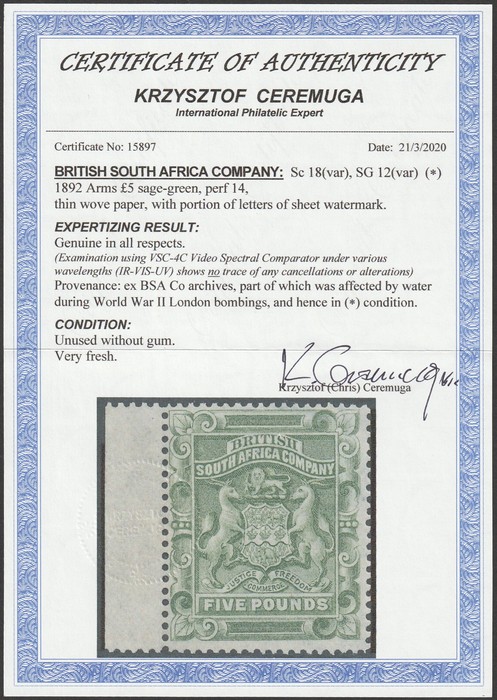 CERTIFICATE OF AUTHENTICITY
KRZYSZTOF CEREMUGA
International Philatelic Expert
Certificate No: 15897 Date: 21/3/2020
BRITISH SOUTH AFRICA COMPANY: Sc 18(var), SG 12(var) (*)
1892 Arms £5 sage-green, perf 14,
thin wove paper, with portion of letters of sheet watermark.
EXPERTIZING RESULT:
Genuine in all respects.
(Examination using VSC-4C Video Spectral Comparator under various
wavelengths (IR-VIS-UV) shows no trace of any cancellations or alterations)
Provenance: ex BSA Co archives, part of which was affected by water
during World War II London bombings, and hence in (*) condition.
CONDITION:
Unused without gum.
Very fresh.
K. Ceremuga
Krzysztof (Chris) Ceremuga
BRITISH
SOUTH AFRICA COMPANY
JUSTICE FREEDOM
COMMERCE
FIVE POUNDS